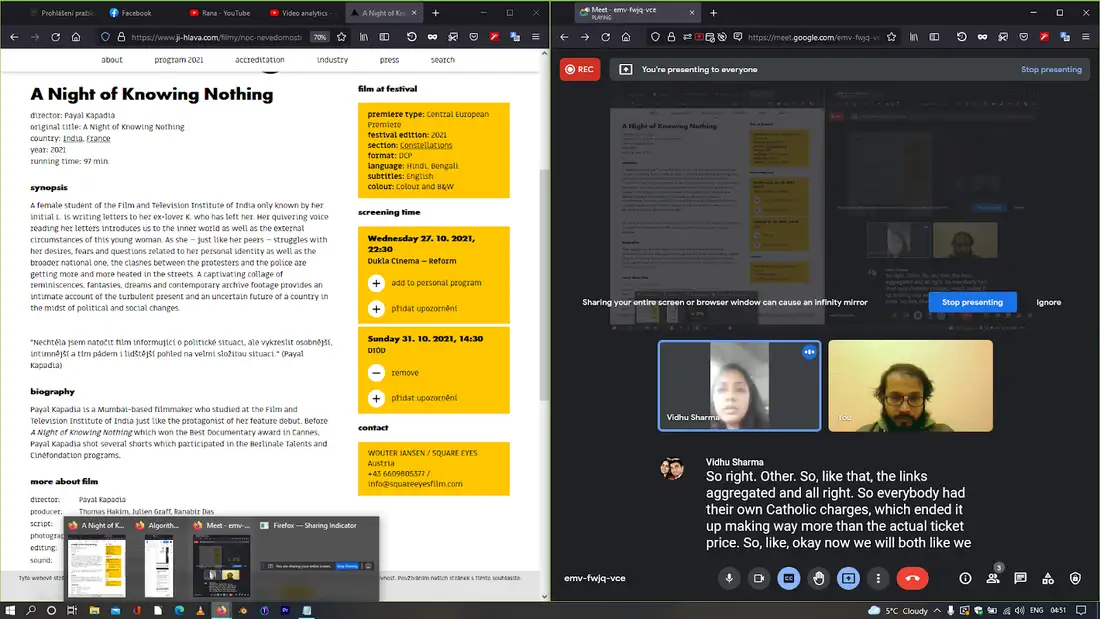 Prohlášení pražsk
Facebook
Rana - YouTube
Video analytics -
A Night of Kno
https://www.ji-hlava.com/filmy/noc-nevedomosti
70%
about
program 2021
accreditation
industry
press
search
A Night of Knowing Nothing
director: Payal Kapadia
original title: A Night of Knowing Nothing
country: India, France
year: 2021
running time: 97 min.
synopsis
A female student of the Film and Television Institute of India only known by her
initial L. is writing letters to her ex-lover K. who has left her. Her quivering voice
reading her letters introduces us to the inner world as well as the external
circumstances of this young woman. As she – just like her peers – struggles with
her desires, fears and questions related to her personal identity as well as the
broader national one, the clashes between the protesters and the police are
getting more and more heated in the streets. A captivating collage of
reminiscences, fantasies, dreams and contemporary archive footage provides an
intimate account of the turbulent present and an uncertain future of a country in
the midst of political and social changes.
"Nechtěla jsem natočit film informující o politické situaci, ale vykreslit osobnější,
intimnější a tím pádem i lidštější pohled na velmi složitou situaci." (Payal
Kapadia)
biography
Payal Kapadia is a Mumbai-based filmmaker who studied at the Film and
Television Institute of India just like the protagonist of her feature debut. Before
A Night of Knowing Nothing which won the Best Documentary award in Cannes,
Payal Kapadia shot several shorts which participated in the Berlinale Talents and
Cinéfondation programs.
more about film
director: Payal Kapadia
producer: Thomas Hakim, Julien Graff, Ranabir Das
script:
photograp
editing:
sound:
film at festival
premiere type: Central European
Premiere
festival edition: 2021
section: Constellations
format: DCP
language: Hindi, Bengali
subtitles: English
colour: Colour and B&W
screening time
Wednesday 27. 10. 2021,
22:30
Dukla Cinema – Reform
add to personal program
přidat upozornění
Sunday 31. 10. 2021, 14:30
DIOD
remove
přidat upozornění
contact
WOUTER JANSEN / SQUARE EYES
Austria
+43 6609805377 /
info@squareeyesfilm.com
A Night of K...
Algorith...
Meet - emv-...
Firefox — Sharing Indicator
You are sharing your entire screen.
Stop Sharing
Tyto webové strá
nost. Používáním našich stránek s tímto souhlasíte.
Meet - emv-fwjq-vce
PLAYING
https://meet.google.com/emv-fwjq-vc
REC
You're presenting to everyone
Stop presenting
Sharing your entire screen or browser window can cause an infinity mirror
Stop presenting
Ignore
Vidhu Sharma
You
Vidhu Sharma
So right. Other. So, like that, the links
aggregated and all right. So everybody had
their own Catholic charges, which ended it
up making way more than the actual ticket
price. So, like, okay now we will both like we
emv-fwjq-vce
3
5°C Cloudy
ENG
04:51